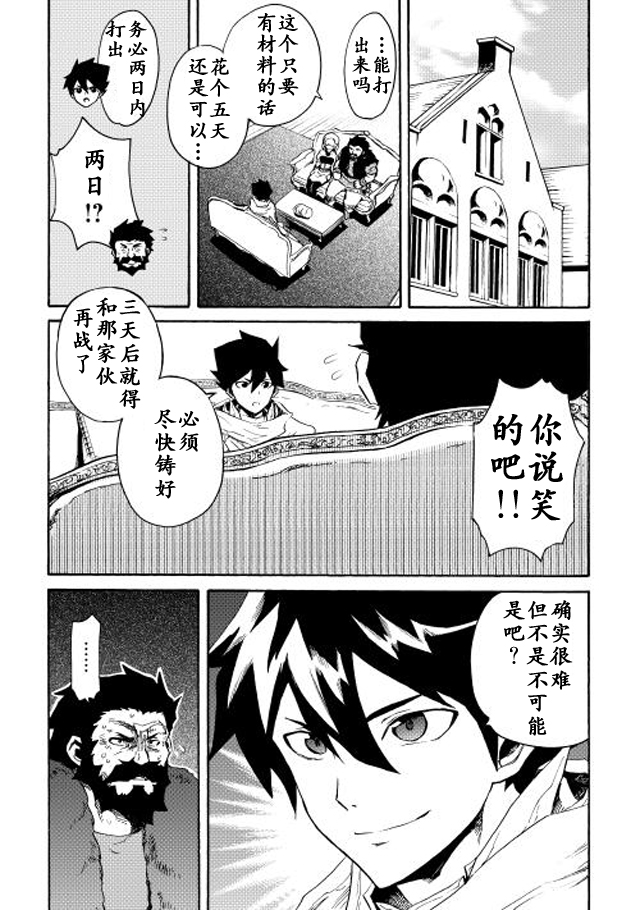 …能打
出来吗
这个只要
有材料的话
花个五天
还是可以…
务必两日内
打出
两日!?
你说笑
的吧!!
三天后就得
和那家伙
再战了
必须
尽快铸好
确实很难
但不是不可能
是吧？
……